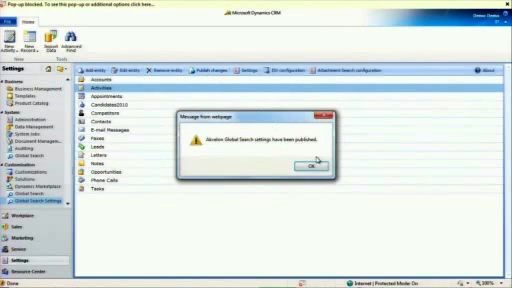 Pop-up blocked. To see this pop-up or additional options click here...
Microsoft Dynamics CRM
File
Home
Demo Demo
New Activity
New Record
Import Data
Advanced Find
New
Tools
Settings
Add entity
Edit entity
Remove entity
Publish changes
Settings
ISV configuration
Attachment Search configuration
About
Business
Business Management
Templates
Product Catalog
System
Administration
Data Management
System Jobs
Document Managem...
Auditing
Global Search
Customization
Customizations
Solutions
Dynamics Marketplace
Global Search
Global Search Settings
Workplace
Sales
Marketing
Service
Settings
Resource Center
Accounts
Activities
Appointments
Candidates2010
Competitors
Contacts
E-mail Messages
Faxes
Leads
Letters
Notes
Opportunities
Phone Calls
Tasks
Message from webpage
Akvelon Global Search settings have been published.
OK
Done
Internet | Protected Mode: On
100%